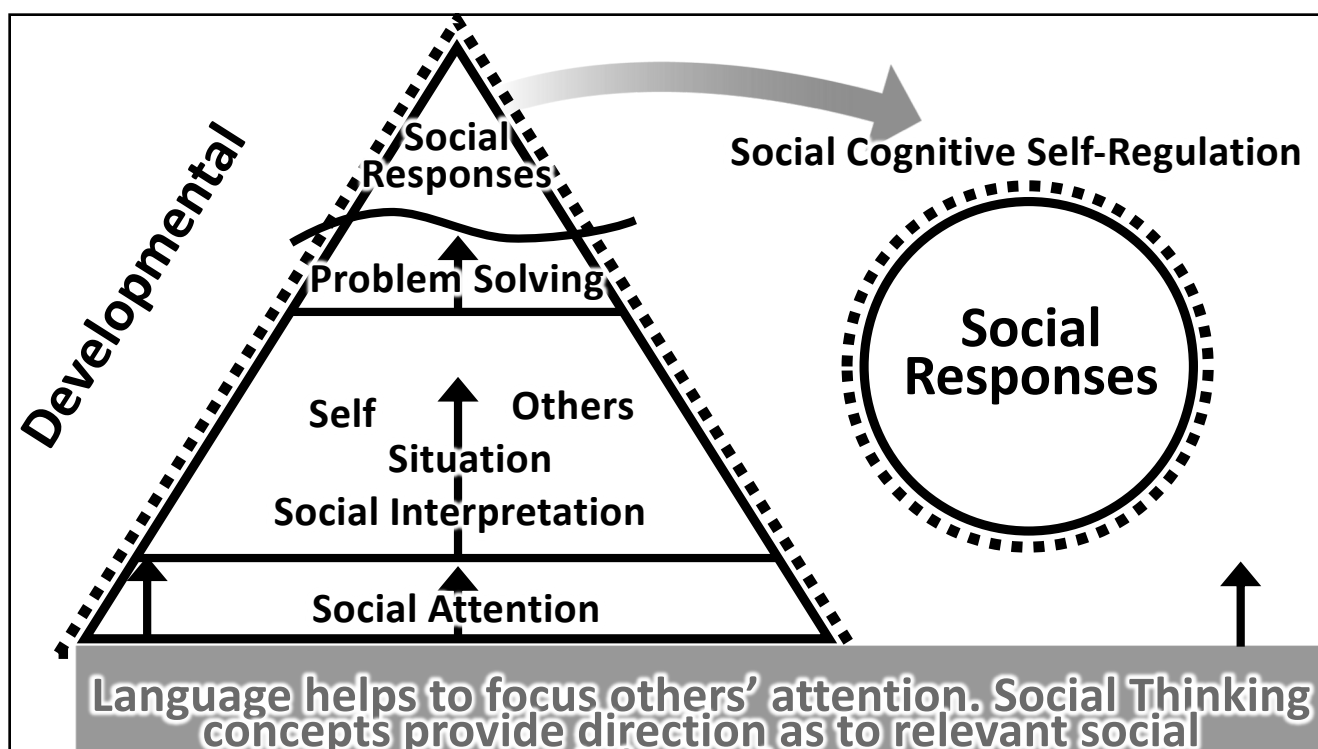 Developmental
Social
Responses
Problem Solving
Self
Others
Situation
Social Interpretation
Social Attention
Social Cognitive Self-Regulation
Social
Responses
Language helps to focus others’ attention. Social Thinking
concepts provide direction as to relevant social